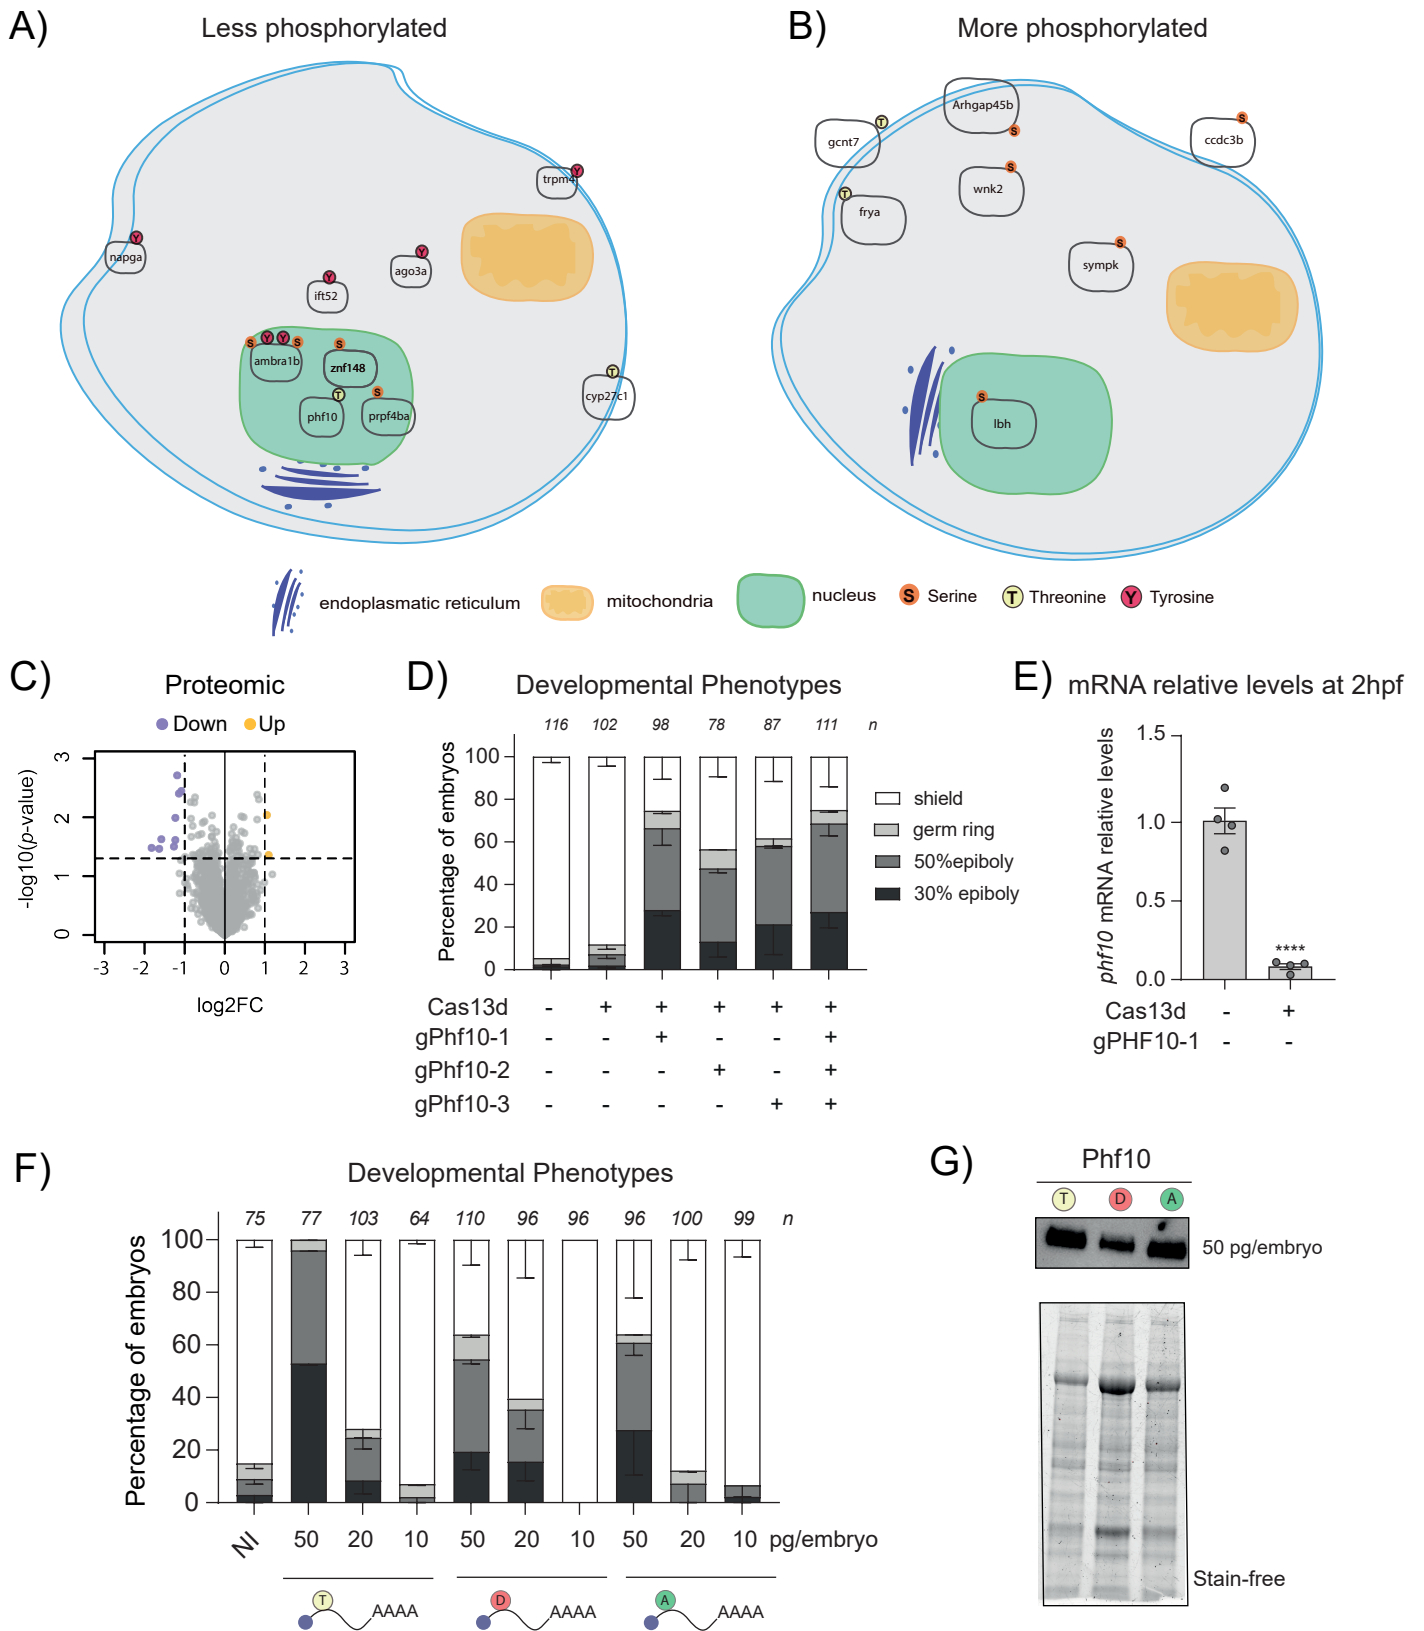 A)
Less phosphorylated
B)
More phosphorylated
Y
trpm4
Y
napga
Y
ago3a
Y
ift52
S Y Y S
ambra1b
S
znf148
T
phf10
S
prpf4ba
T
cyp27c1
Arhgap45b
S
T
gcnt7
S
ccdc3b
S
wnk2
T
frya
S
sympk
S
lbh
endoplasmatic reticulum
mitochondria
nucleus
S Serine
T Threonine
Y Tyrosine
C)
Proteomic
Down Up
-log10(p-value)
3
2
1
0
-3 -2 -1 0 1 2 3
log2FC
D)
Developmental Phenotypes
116 102 98 78 87 111 n
Percentage of embryos
100
80
60
40
20
0
shield
germ ring
50%epiboly
30% epiboly
Cas13d - + + + + +
gPhf10-1 - - + - - +
gPhf10-2 - - - + - +
gPhf10-3 - - - - + +
E)
mRNA relative levels at 2hpf
phf10 mRNA relative levels
1.5
1.0
0.5
0.0
****
Cas13d - +
gPHF10-1 - -
F)
Developmental Phenotypes
75 77 103 64 110 96 96 96 100 99 n
Percentage of embryos
100
80
60
40
20
0
NI 50 20 10 50 20 10 50 20 10 pg/embryo
T AAAA
D AAAA
A AAAA
G)
Phf10
T D A
50 pg/embryo
Stain-free